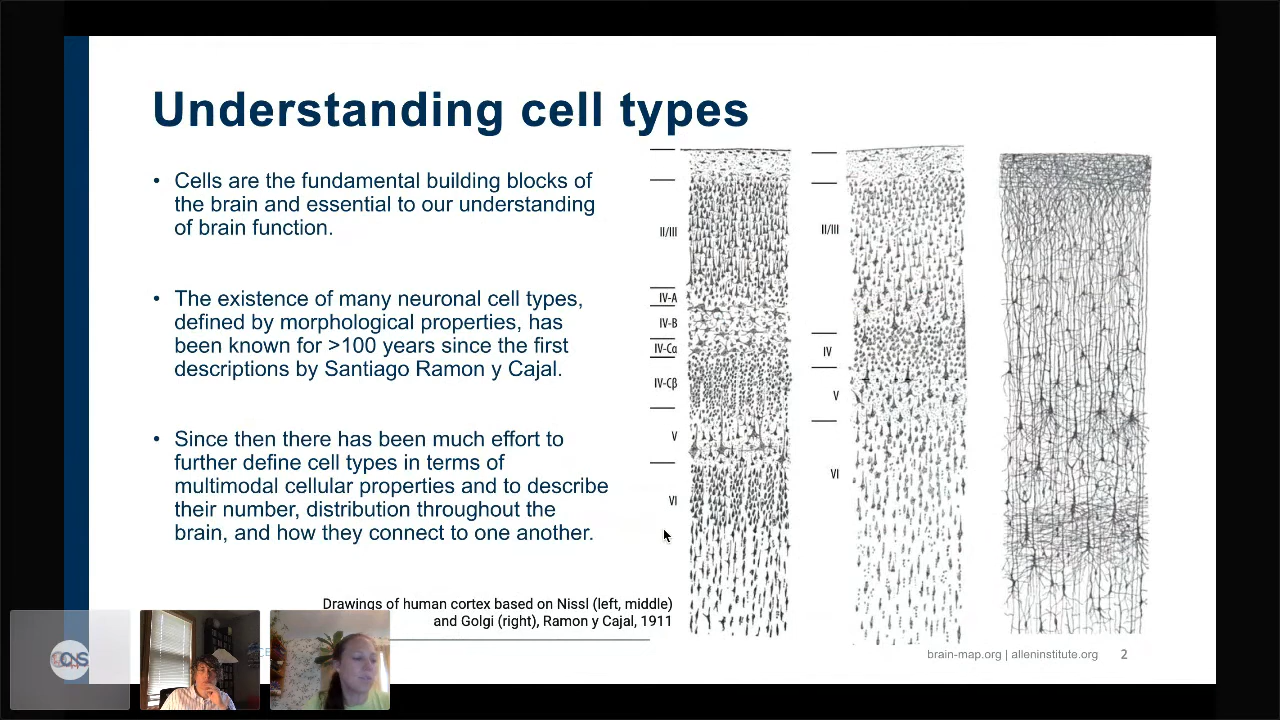 Understanding cell types
• Cells are the fundamental building blocks of
the brain and essential to our understanding
of brain function.
• The existence of many neuronal cell types,
defined by morphological properties, has
been known for >100 years since the first
descriptions by Santiago Ramon y Cajal.
• Since then there has been much effort to
further define cell types in terms of
multimodal cellular properties and to describe
their number, distribution throughout the
brain, and how they connect to one another.
II/III
IV-A
IV-B
IV-Cα
IV-Cβ
V
VI
II/III
IV
V
VI
Drawings of human cortex based on Nissl (left, middle)
and Golgi (right), Ramon y Cajal, 1911
brain-map.org | alleninstitute.org 2